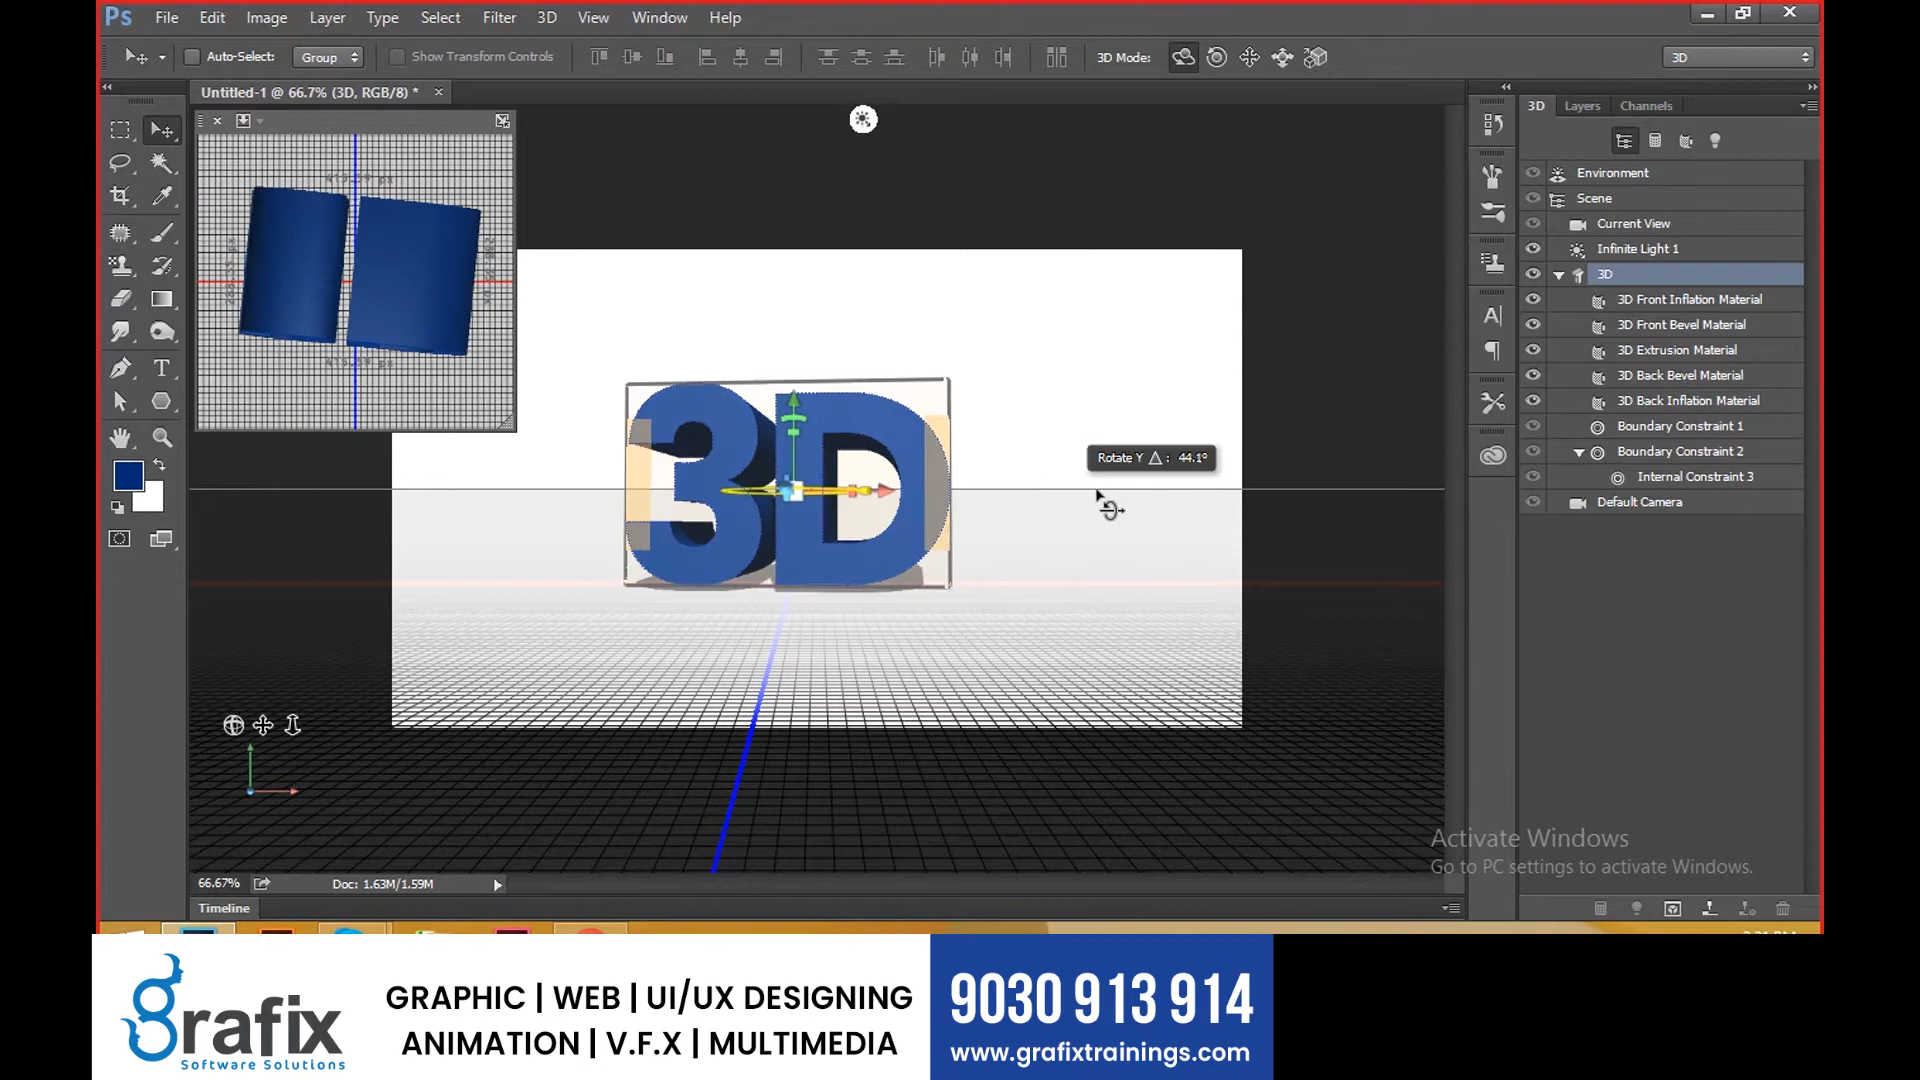 Ps File Edit Image Layer Type Select Filter 3D View Window Help
Auto-Select: Group Show Transform Controls 3D Mode: 3D
Untitled-1 @ 66.7% (3D, RGB/8) *
3D Layers Channels
Environment
Scene
Current View
Infinite Light 1
3D
3D Front Inflation Material
3D Front Bevel Material
3D Extrusion Material
3D Back Bevel Material
3D Back Inflation Material
Boundary Constraint 1
Boundary Constraint 2
Internal Constraint 3
Default Camera
3D
Rotate Y △ : 44.1°
Activate Windows
Go to PC settings to activate Windows.
66.67% Doc: 1.63M/1.59M
Timeline
grafix
Software Solutions
GRAPHIC | WEB | UI/UX DESIGNING
ANIMATION | V.F.X | MULTIMEDIA
9030 913 914
www.grafixtrainings.com